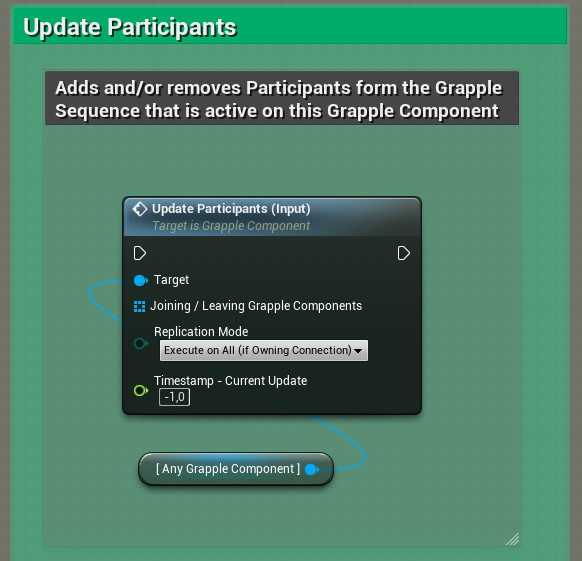 Update Participants
Adds and/or removes Participants form the Grapple
Sequence that is active on this Grapple Component
Update Participants (Input)
Target is Grapple Component
Target
Joining / Leaving Grapple Components
Replication Mode
Execute on All (if Owning Connection)
Timestamp - Current Update
-1,0
[ Any Grapple Component ]